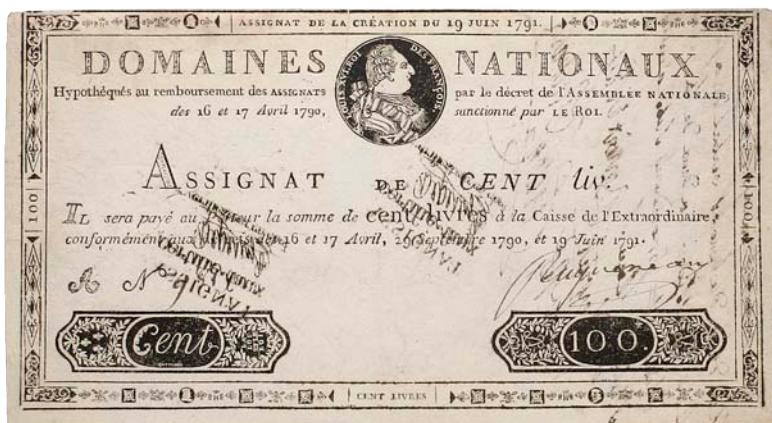 ASSIGNAT DE LA CRÉATION DU 19 JUIN 1791.
DOMAINES NATIONAUX
LOUIS XVI ROI DES FRANÇOIS
Hypothéqués au remboursement des ASSIGNATS par le décret de l'ASSEMBLÉE NATIONALE,
des 16 et 17 Avril 1790, sanctionné par LE ROI.
ASSIGNAT DE CENT liv.
IL sera payé au Porteur la somme de CENT LIVRES à la Caisse de l'Extraordinaire,
conformément aux décrets des 16 et 17 Avril, 29 Septembre 1790, et 19 Juin 1791.
A N
Cent 100.
100 100
CENT LIVRES